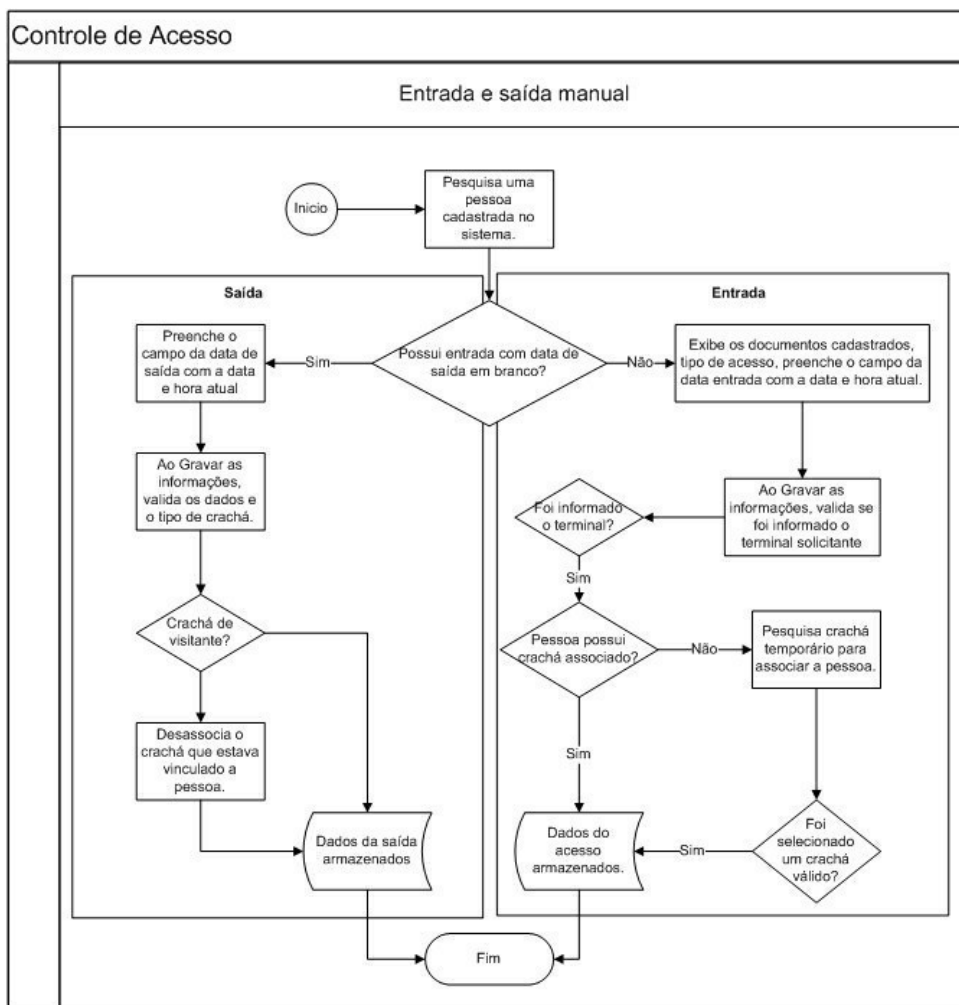 Controle de Acesso
Entrada e saída manual
Inicio
Pesquisa uma
pessoa
cadastrada no
sistema.
Saída
Entrada
Preenche o
campo da data de
saída com a data
e hora atual
Sim
Possui entrada com data de
saída em branco?
Não
Exibe os documentos cadastrados,
tipo de acesso, preenche o campo da
data entrada com a data e hora atual.
Ao Gravar as
informações,
valida os dados e
o tipo de crachá.
Foi informado
o terminal?
Ao Gravar as
informações, valida se
foi informado o
terminal solicitante
Sim
Crachá de
visitante?
Pessoa possui
crachá associado?
Não
Pesquisa crachá
temporário para
associar a pessoa.
Desassocia o
crachá que estava
vinculado a
pessoa.
Sim
Dados da saída
armazenados
Dados do
acesso
armazenados.
Sim
Foi
selecionado
um crachá
válido?
Fim